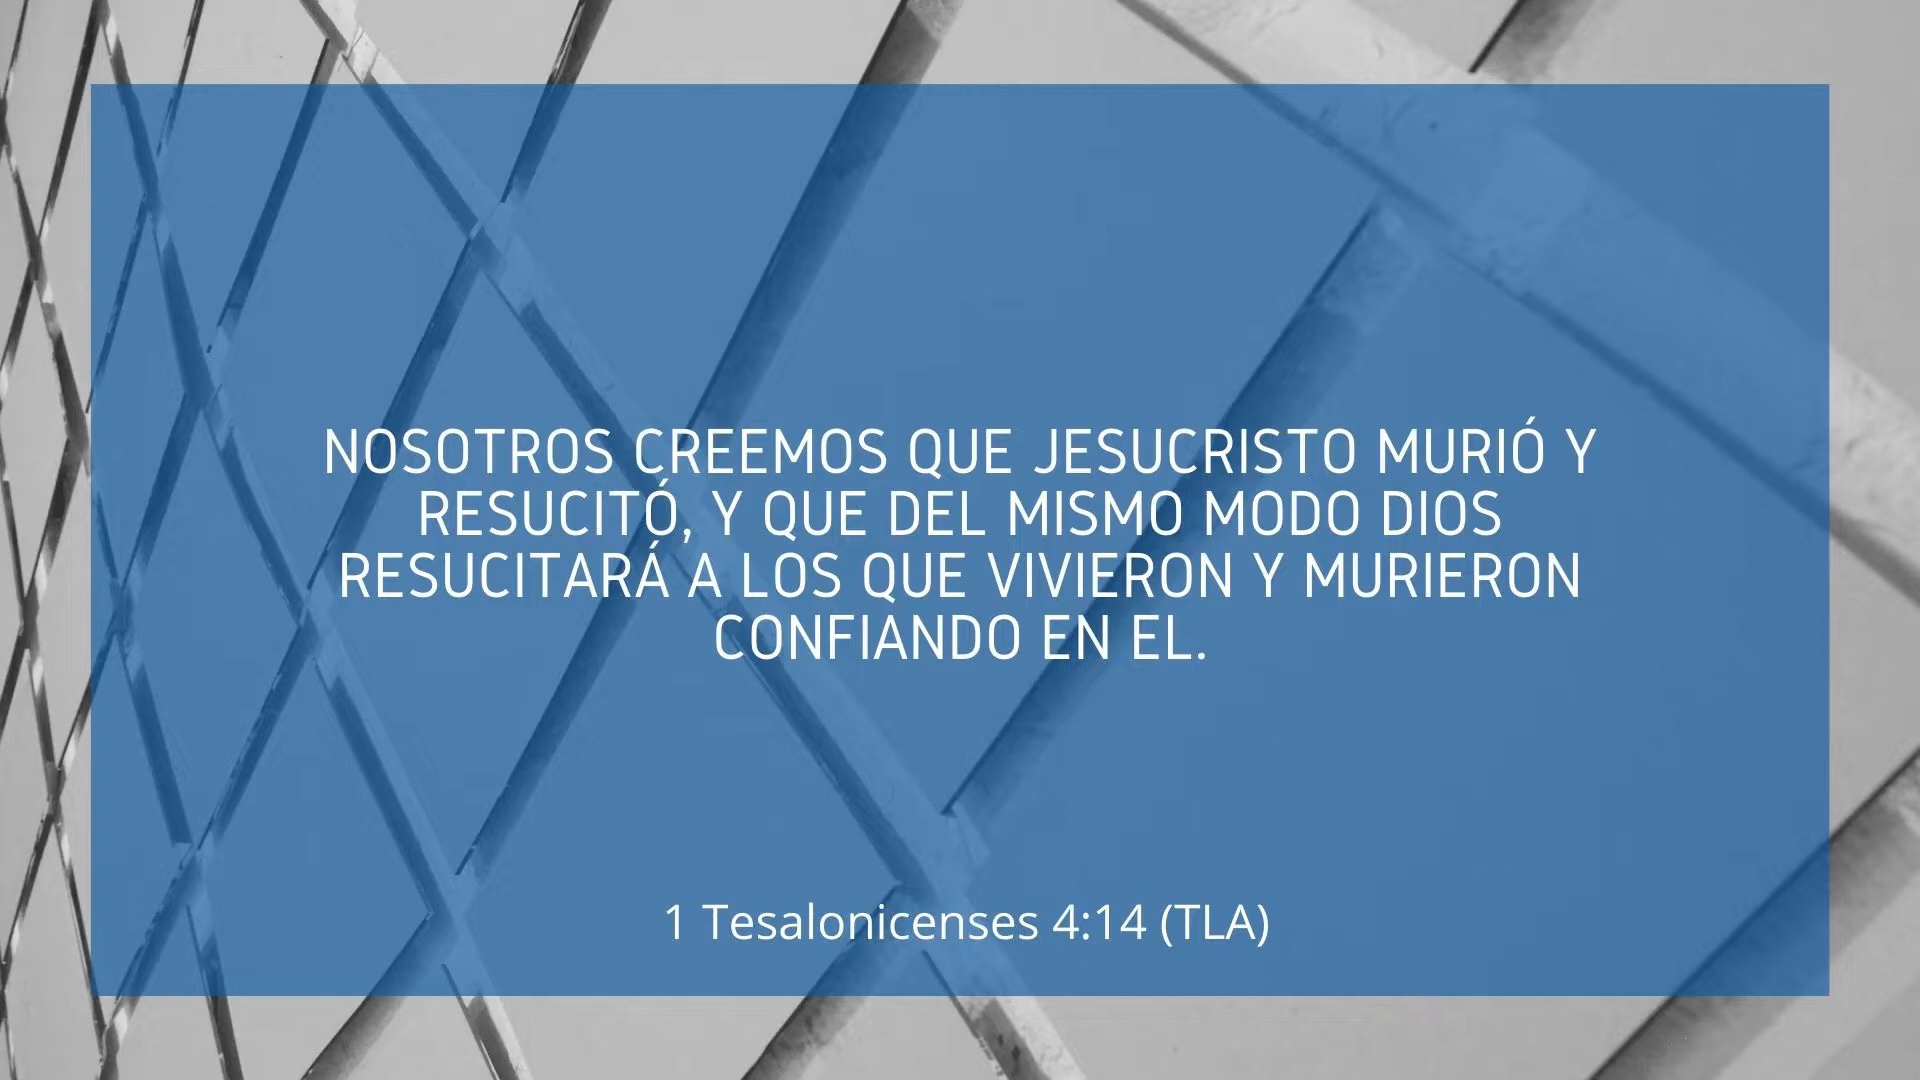 NOSOTROS CREEMOS QUE JESUCRISTO MURIÓ Y
RESUCITÓ, Y QUE DEL MISMO MODO DIOS
RESUCITARÁ A LOS QUE VIVIERON Y MURIERON
CONFIANDO EN EL.
1 Tesalonicenses 4:14 (TLA)